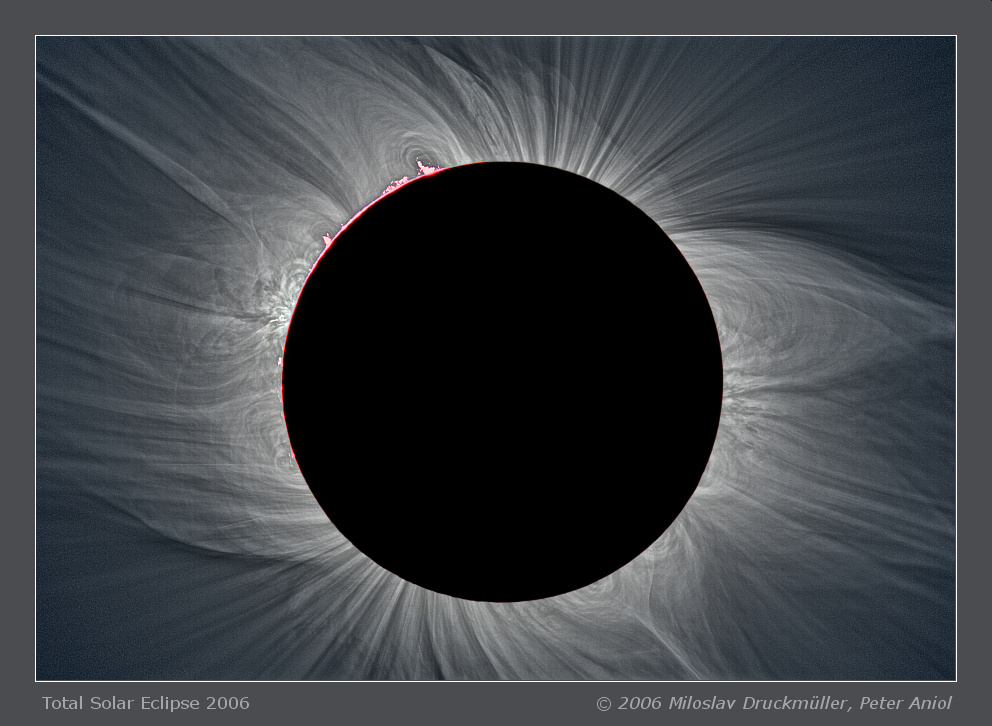 Total Solar Eclipse 2006
© 2006 Miloslav Druckmüller, Peter Aniol